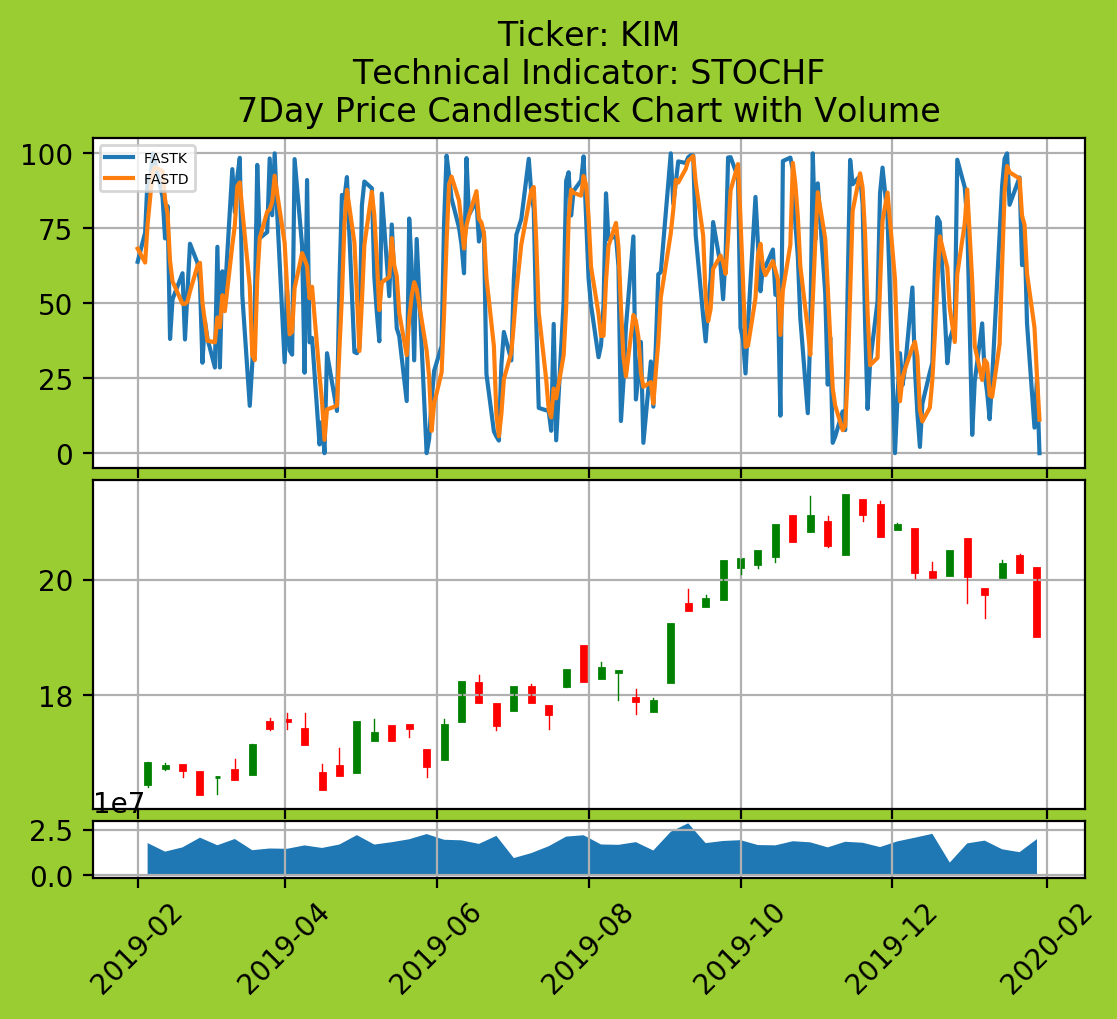 Ticker: KIM
Technical Indicator: STOCHF
7Day Price Candlestick Chart with Volume
100
75
50
25
0
FASTK
FASTD
20
18
1e7
2.5
0.0
2019-02
2019-04
2019-06
2019-08
2019-10
2019-12
2020-02